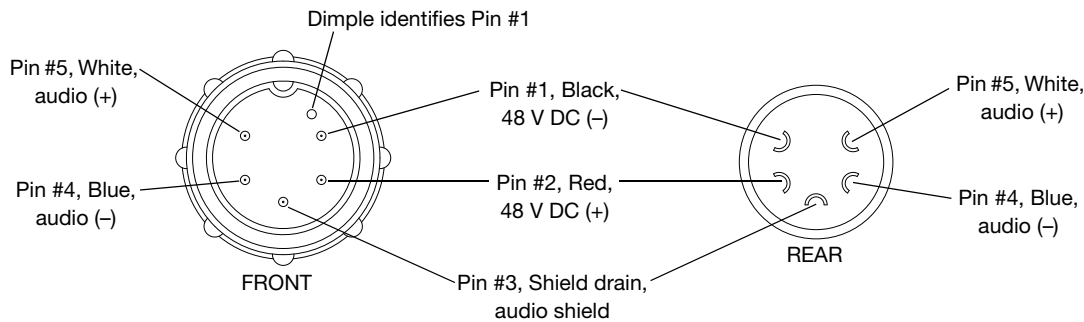 Dimple identifies Pin #1
Pin #5, White,
audio (+)
Pin #1, Black,
48 V DC (–)
Pin #5, White,
audio (+)
Pin #4, Blue,
audio (–)
Pin #2, Red,
48 V DC (+)
Pin #4, Blue,
audio (–)
FRONT
REAR
Pin #3, Shield drain,
audio shield